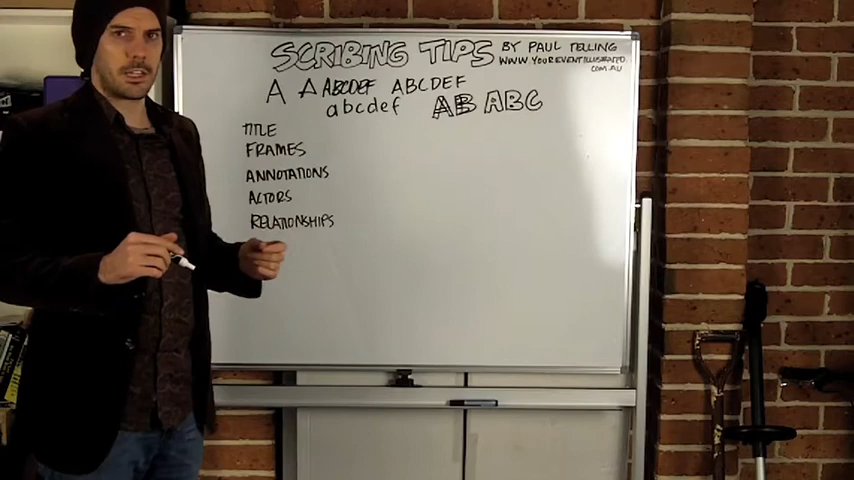 SCRIBING TIPS BY PAUL TELLING
WWW.YOUREVENTILLUSTRATED
.COM.AU
A A ABCDEF ABCDEF
abcdef AB ABC
TITLE
FRAMES
ANNOTATIONS
ACTORS
RELATIONSHIPS